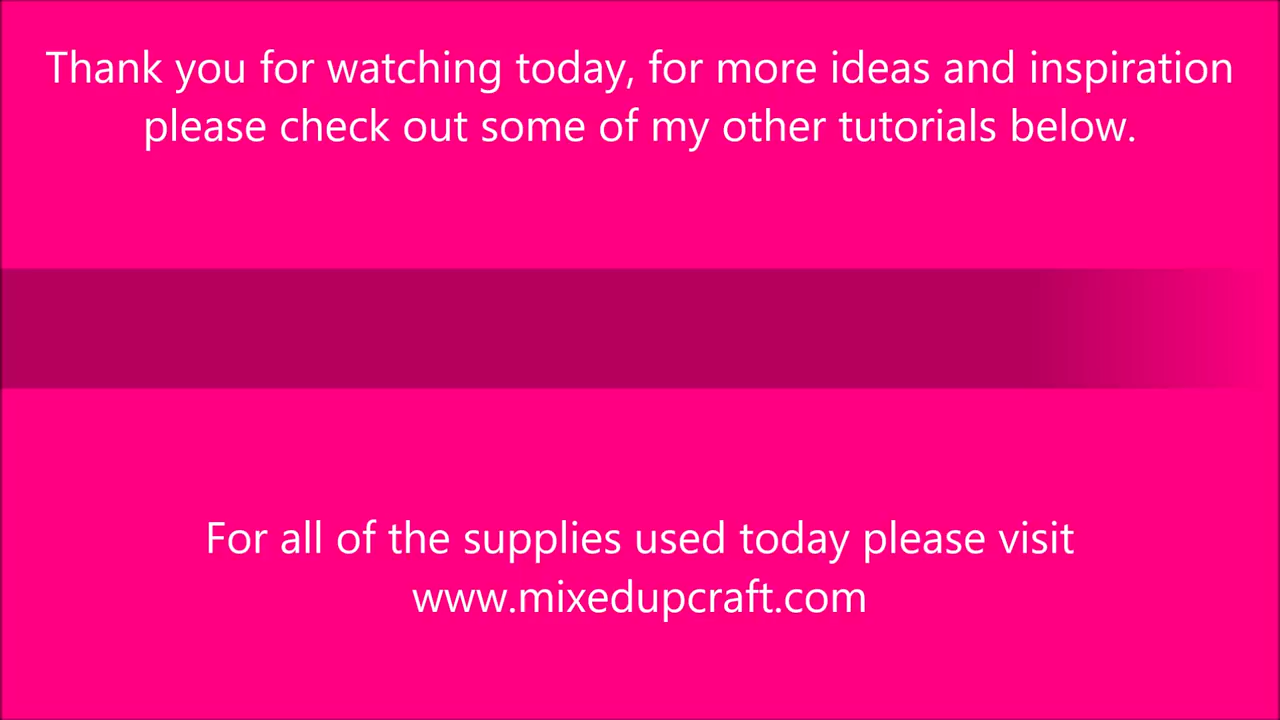 Thank you for watching today, for more ideas and inspiration
please check out some of my other tutorials below.
For all of the supplies used today please visit
www.mixedupcraft.com